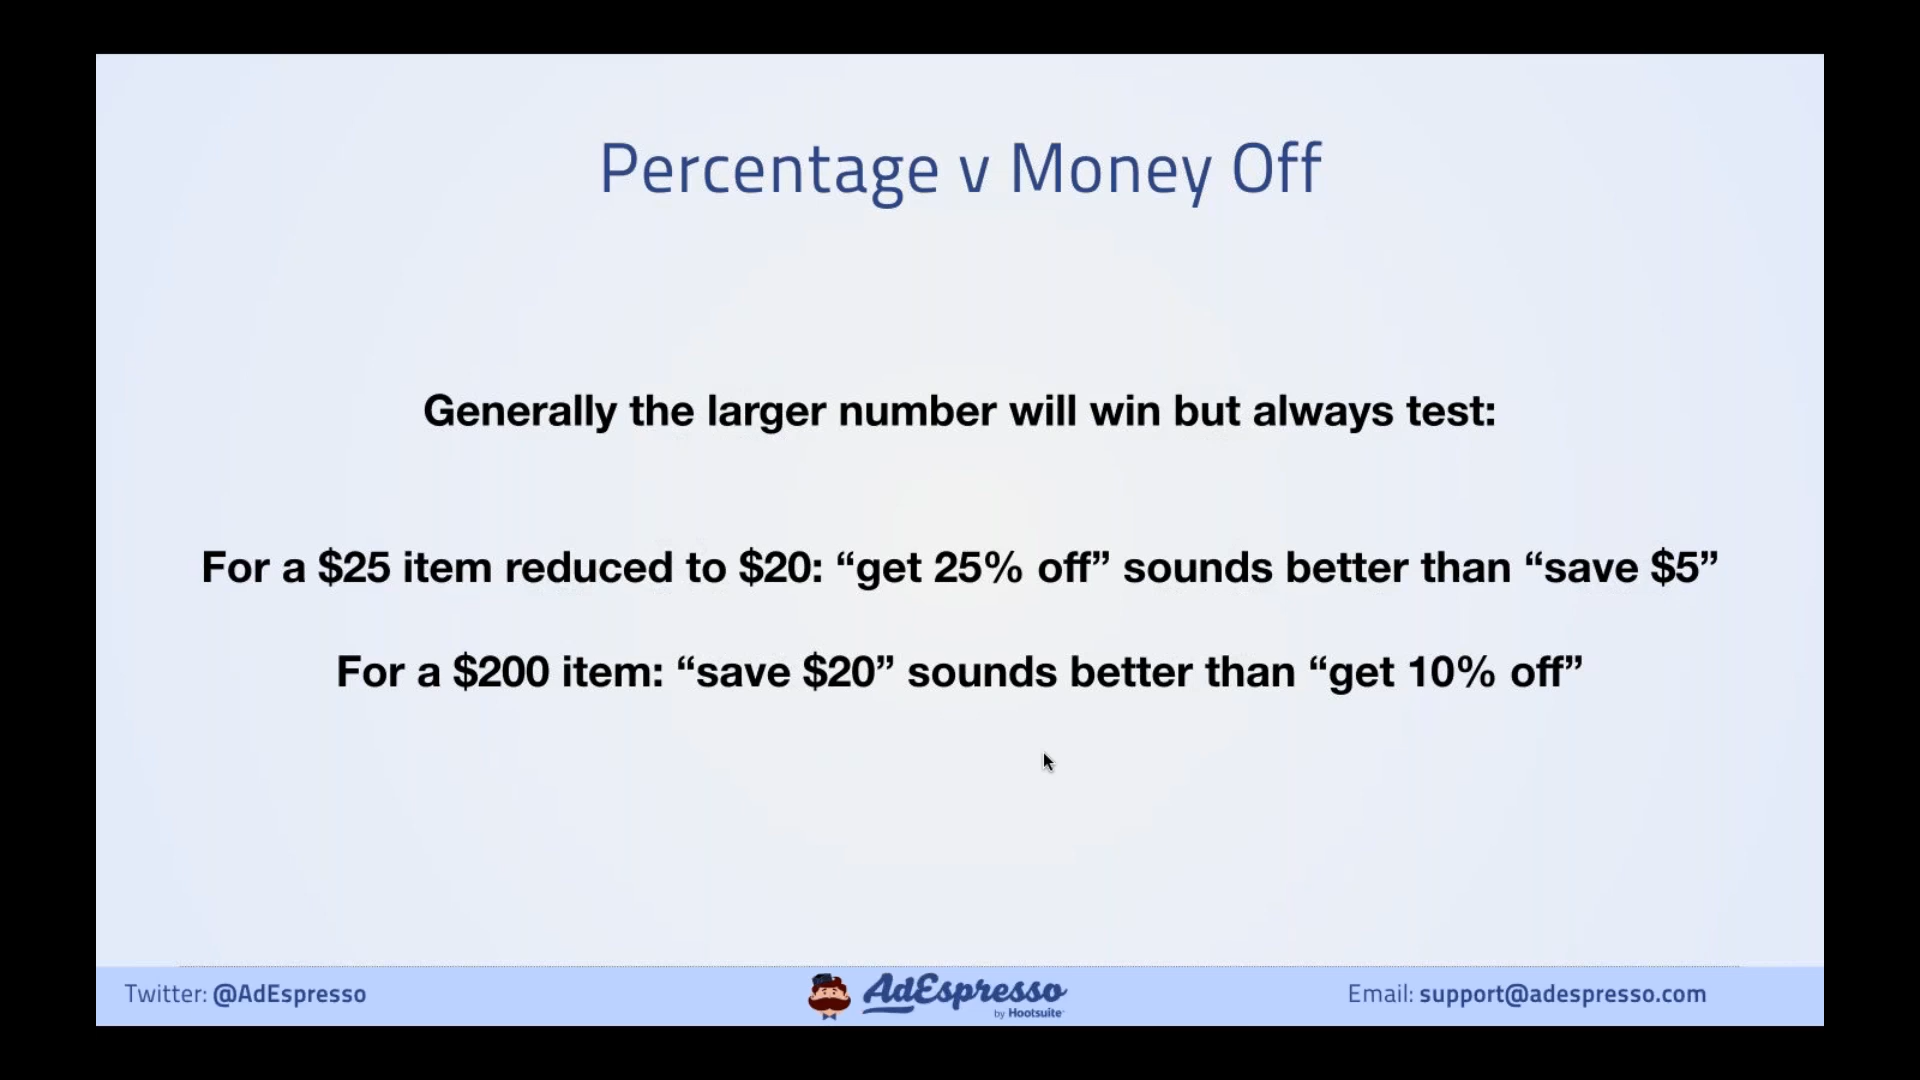 Percentage v Money Off
Generally the larger number will win but always test:
For a $25 item reduced to $20: “get 25% off” sounds better than “save $5”
For a $200 item: “save $20” sounds better than “get 10% off”
Twitter: @AdEspresso
AdEspresso
by Hootsuite™
Email: support@adespresso.com